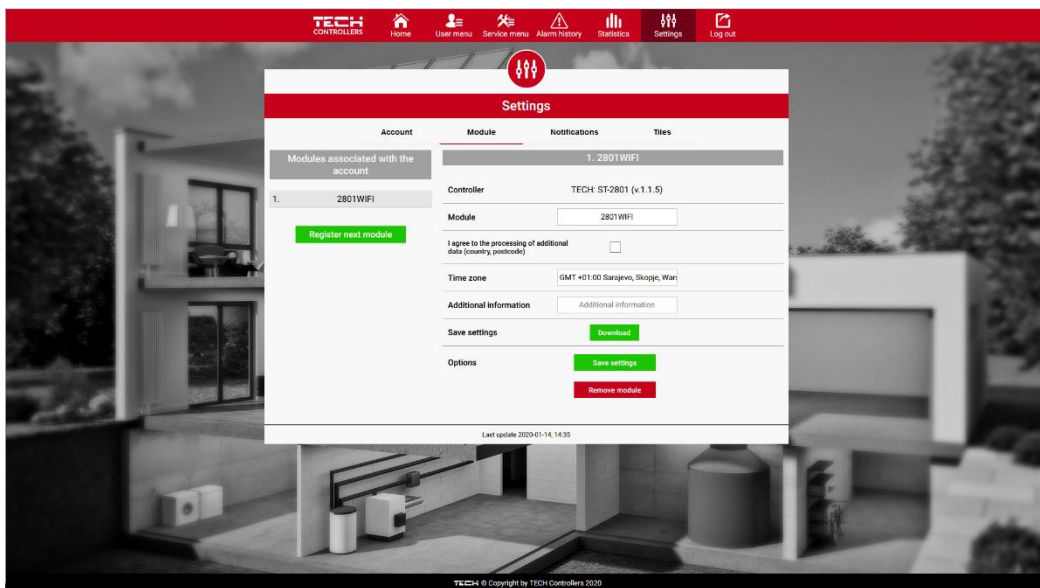 TECH
CONTROLLERS
Home
User menu
Service menu
Alarm history
Statistics
Settings
Log out
Settings
Account
Module
Notifications
Tiles
Modules associated with the
account
1. 2801WIFI
Register next module
1. 2801WIFI
Controller TECH: ST-2801 (v.1.1.5)
Module 2801WIFI
I agree to the processing of additional
data (country, postcode)
Time zone GMT +01:00 Sarajevo, Skopje, Wars
Additional information Additional information
Save settings Download
Options Save settings
Remove module
Last update 2020-01-14, 14:35
TECH © Copyright by TECH Controllers 2020